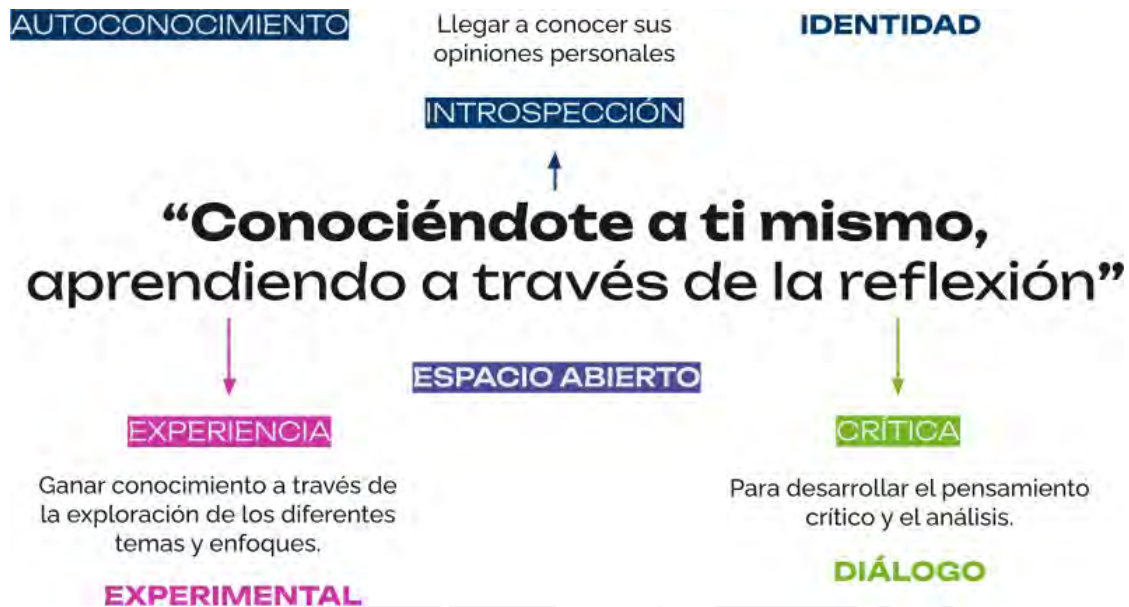 AUTOCONOCIMIENTO
Llegar a conocer sus
opiniones personales
IDENTIDAD
INTROSPECCIÓN
“Conociéndote a ti mismo,
aprendiendo a través de la reflexión”
ESPACIO ABIERTO
EXPERIENCIA
Ganar conocimiento a través de
la exploración de los diferentes
temas y enfoques.
EXPERIMENTAL
CRÍTICA
Para desarrollar el pensamiento
crítico y el análisis.
DIÁLOGO